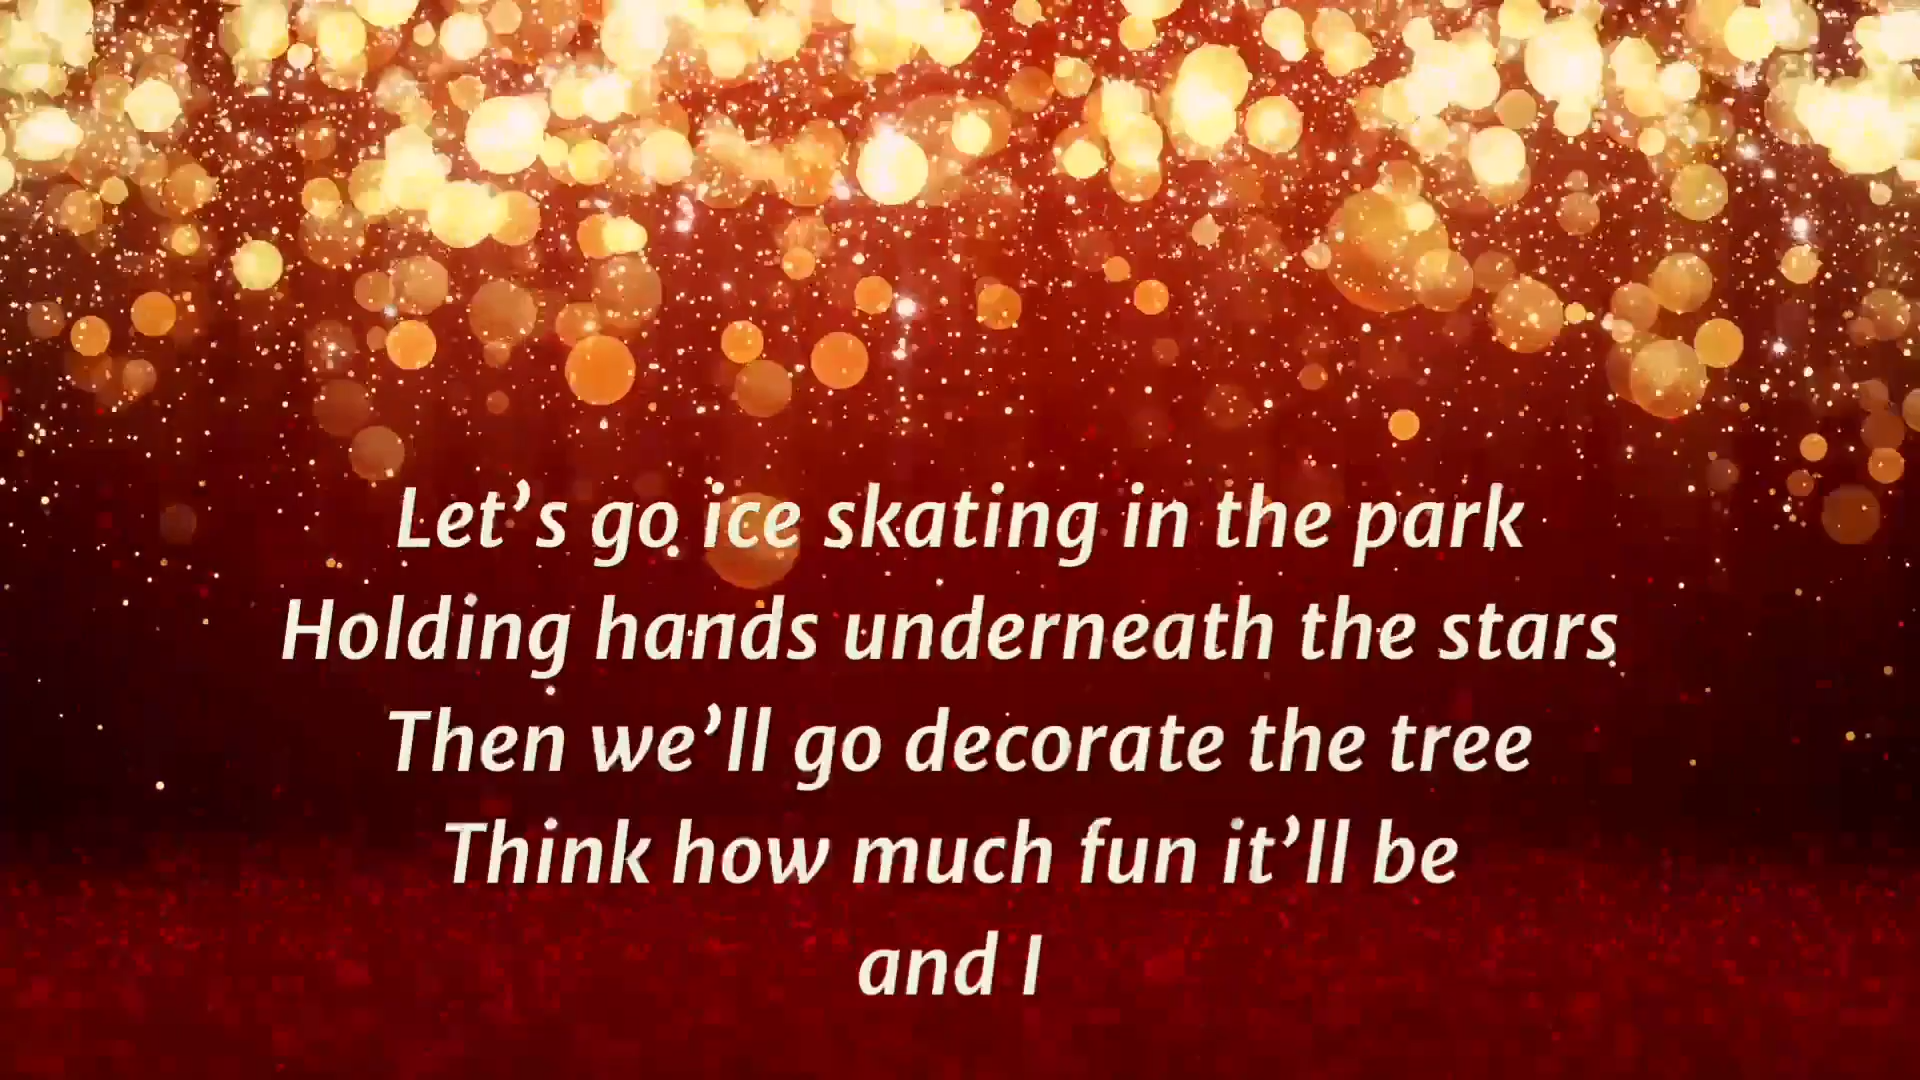 Let’s go ice skating in the park
Holding hands underneath the stars
Then we’ll go decorate the tree
Think how much fun it’ll be
and I